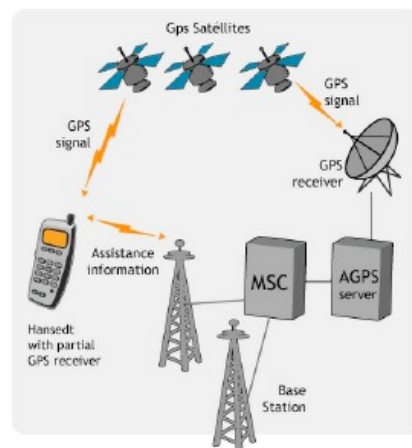 Gps Satéllites
GPS
signal
GPS
signal
GPS
receiver
Assistance
information
MSC
AGPS
server
Hansedt
with partial
GPS receiver
Base
Station